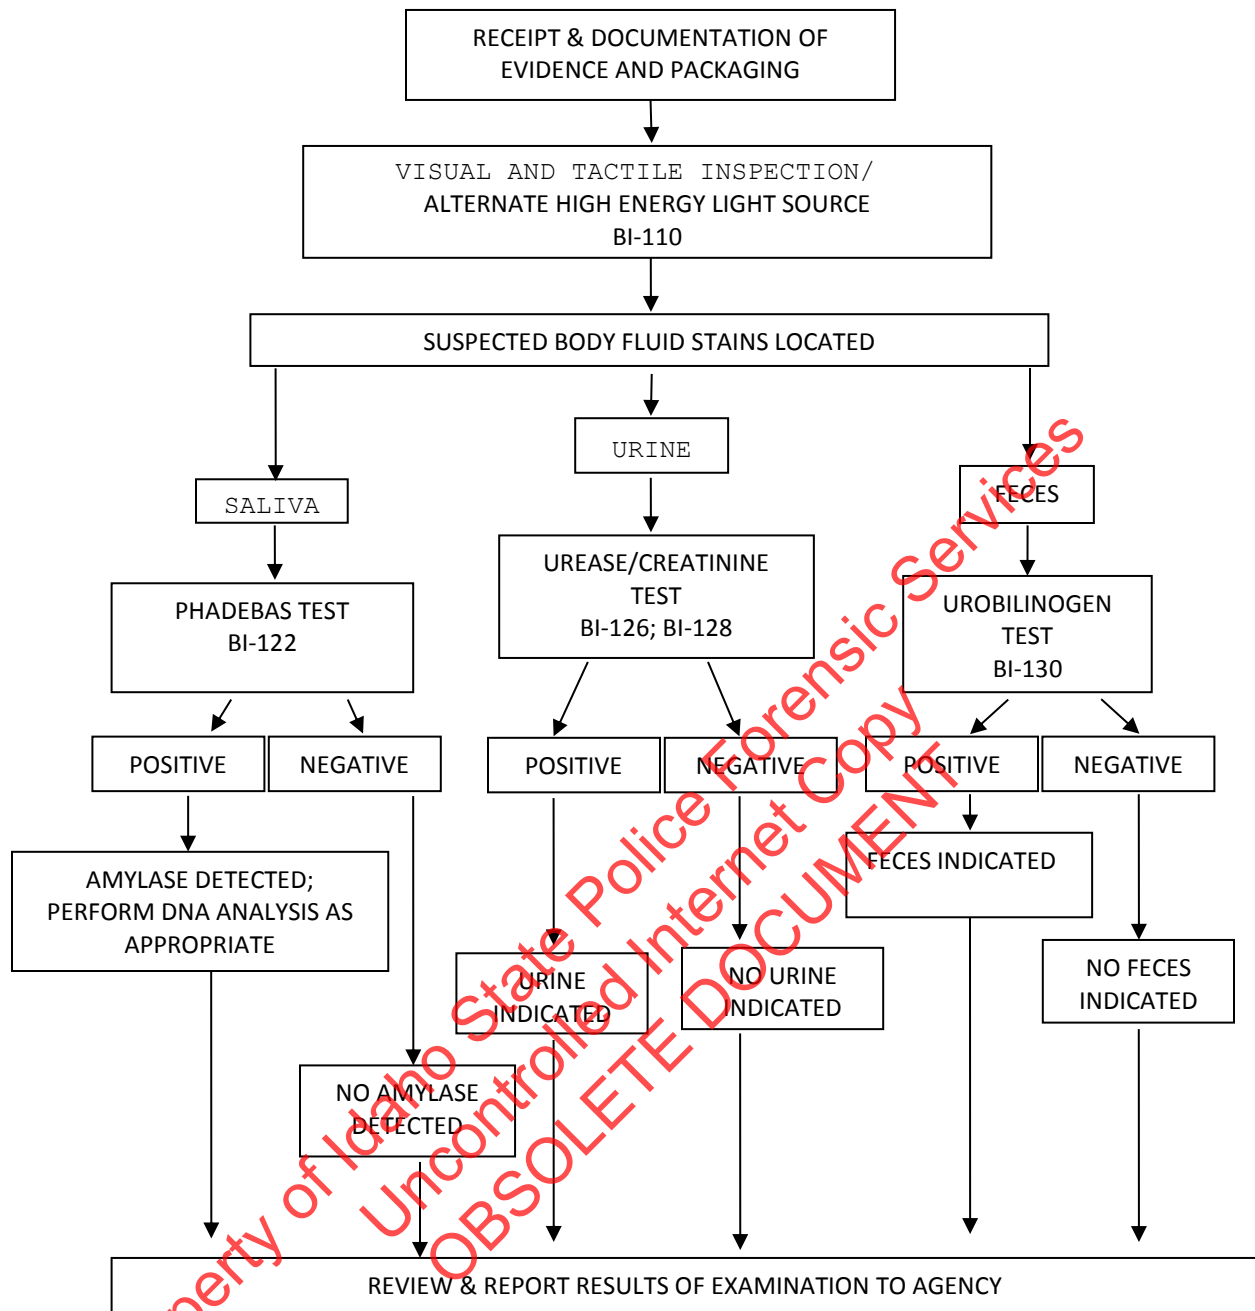 RECEIPT & DOCUMENTATION OF
EVIDENCE AND PACKAGING
VISUAL AND TACTILE INSPECTION/
ALTERNATE HIGH ENERGY LIGHT SOURCE
BI-110
SUSPECTED BODY FLUID STAINS LOCATED
SALIVA
URINE
FECES
PHADEBAS TEST
BI-122
UREASE/CREATININE
TEST
BI-126; BI-128
UROBILINOGEN
TEST
BI-130
POSITIVE
NEGATIVE
POSITIVE
NEGATIVE
POSITIVE
NEGATIVE
AMYLASE DETECTED;
PERFORM DNA ANALYSIS AS
APPROPRIATE
NO AMYLASE
DETECTED
URINE
INDICATED
NO URINE
INDICATED
FECES INDICATED
NO FECES
INDICATED
REVIEW & REPORT RESULTS OF EXAMINATION TO AGENCY
perty of Idaho State Police Forensic Services
Uncontrolled Internet Copy
OBSOLETE DOCUMENT